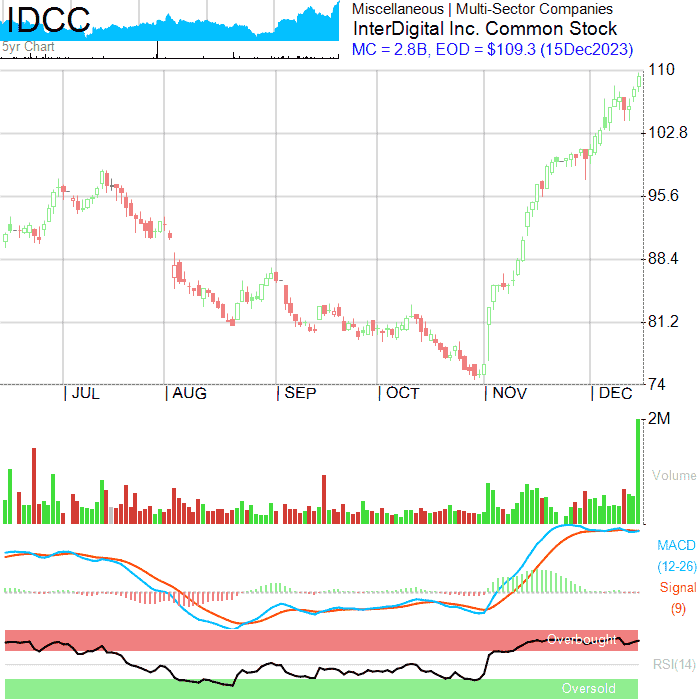 IDCC
5yr Chart
Miscellaneous | Multi-Sector Companies
InterDigital Inc. Common Stock
MC = 2.8B, EOD = $109.3 (15Dec2023)
110
102.8
95.6
88.4
81.2
74
| JUL | AUG | SEP | OCT | NOV | DEC
2M
Volume
MACD
(12-26)
Signal
(9)
Overbought
RSI(14)
Oversold